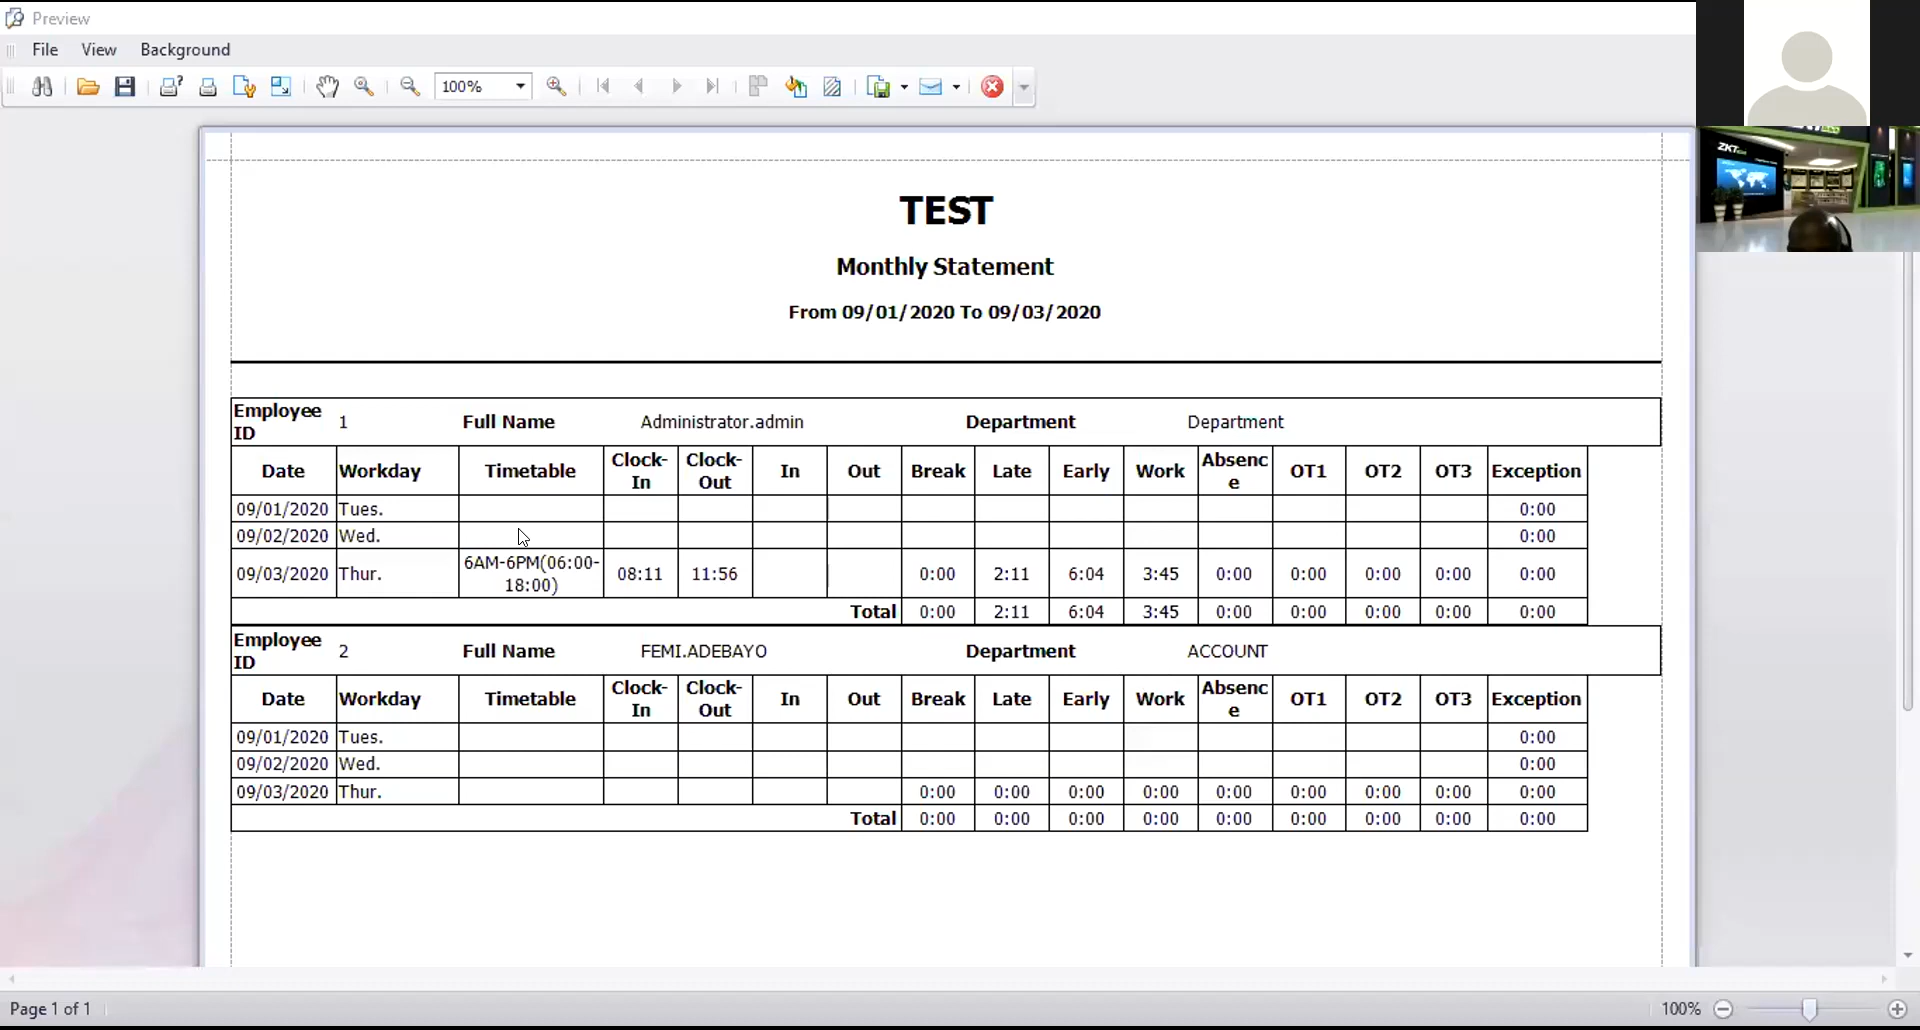 Preview
File View Background
100%
ZKT
TEST
Monthly Statement
From 09/01/2020 To 09/03/2020
Employee ID 1 Full Name Administrator.admin Department Department
Date Workday Timetable Clock-In Clock-Out In Out Break Late Early Work Absence OT1 OT2 OT3 Exception
09/01/2020 Tues. 0:00
09/02/2020 Wed. 0:00
09/03/2020 Thur. 6AM-6PM(06:00-18:00) 08:11 11:56 0:00 2:11 6:04 3:45 0:00 0:00 0:00 0:00 0:00
Total 0:00 2:11 6:04 3:45 0:00 0:00 0:00 0:00 0:00
Employee ID 2 Full Name FEMI.ADEBAYO Department ACCOUNT
Date Workday Timetable Clock-In Clock-Out In Out Break Late Early Work Absence OT1 OT2 OT3 Exception
09/01/2020 Tues. 0:00
09/02/2020 Wed. 0:00
09/03/2020 Thur. 0:00 0:00 0:00 0:00 0:00 0:00 0:00 0:00 0:00
Total 0:00 0:00 0:00 0:00 0:00 0:00 0:00 0:00 0:00
Page 1 of 1 100%